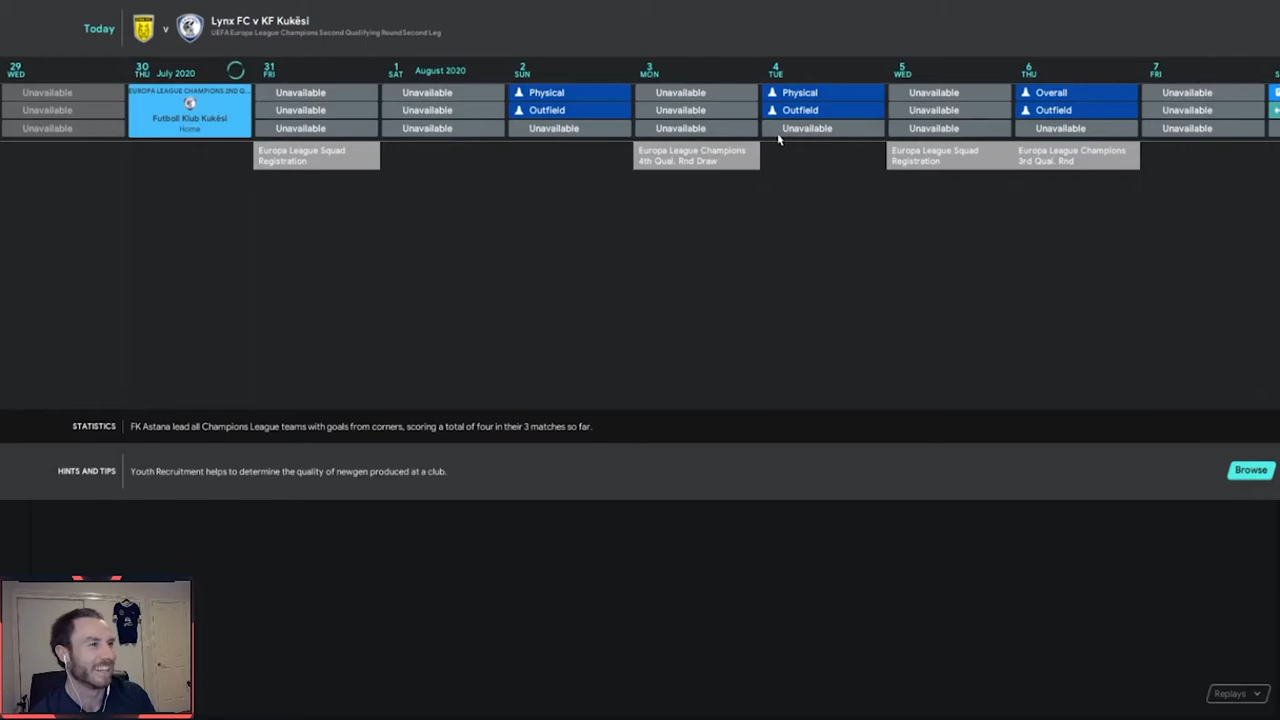 Today
Lynx FC v KF Kukësi
UEFA Europa League Champions Second Qualifying Round Second Leg
29 WED
30 THU July 2020
31 FRI
1 SAT August 2020
2 SUN
3 MON
4 TUE
5 WED
6 THU
7 FRI
Unavailable
Unavailable
Unavailable
EUROPA LEAGUE CHAMPIONS 2ND Q...
Futboll Klub Kukësi
Home
Unavailable
Unavailable
Unavailable
Europa League Squad
Registration
Unavailable
Unavailable
Unavailable
Physical
Outfield
Unavailable
Unavailable
Unavailable
Unavailable
Europa League Champions
4th Qual. Rnd Draw
Physical
Outfield
Unavailable
Unavailable
Unavailable
Unavailable
Europa League Squad
Registration
Overall
Outfield
Unavailable
Europa League Champions
3rd Qual. Rnd
Unavailable
Unavailable
Unavailable
STATISTICS FK Astana lead all Champions League teams with goals from corners, scoring a total of four in their 3 matches so far.
HINTS AND TIPS Youth Recruitment helps to determine the quality of newgen produced at a club.
Browse
Replays